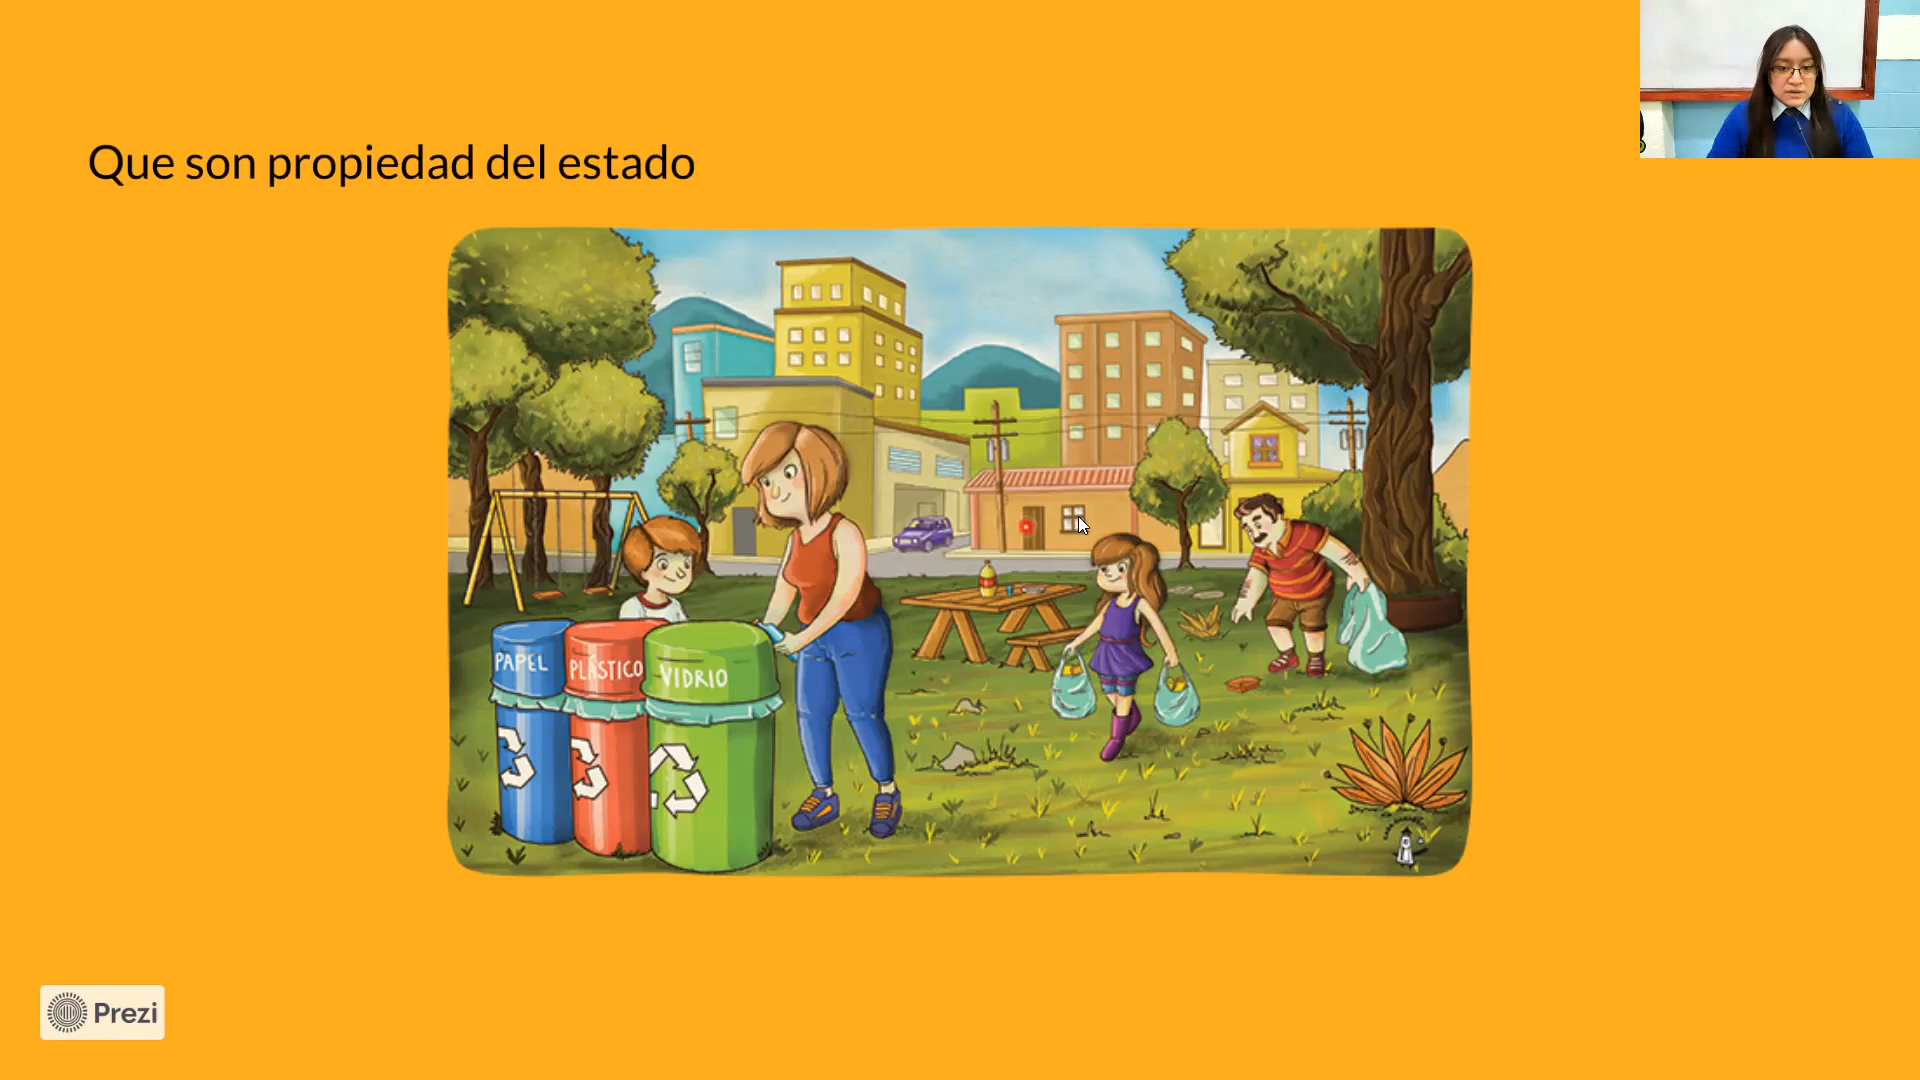 Que son propiedad del estado
PAPEL
PLÁSTICO
VIDRIO
Prezi